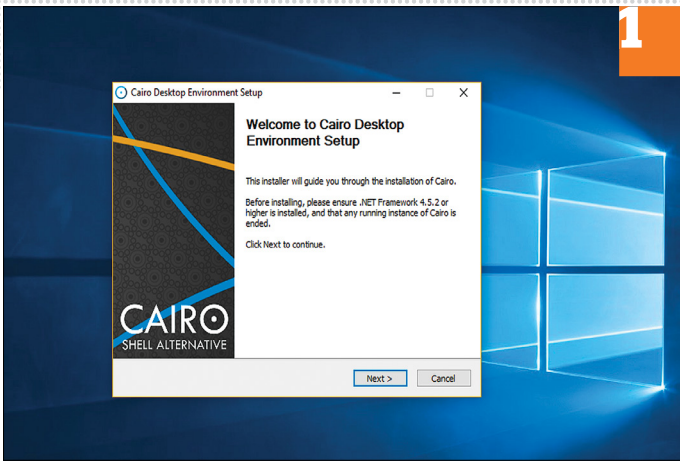 1
Cairo Desktop Environment Setup
Welcome to Cairo Desktop
Environment Setup
This installer will guide you through the installation of Cairo.
Before installing, please ensure .NET Framework 4.5.2 or
higher is installed, and that any running instance of Cairo is
ended.
Click Next to continue.
CAIRO
SHELL ALTERNATIVE
Next >
Cancel